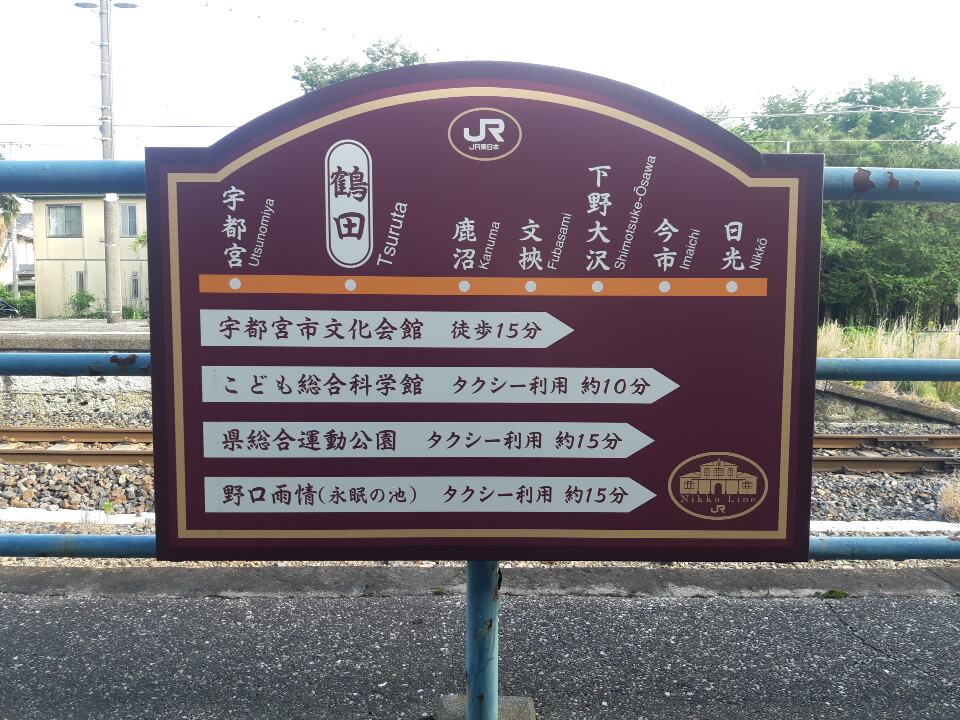 JR
JR東日本
宇都宮 Utsunomiya
鶴田 Tsuruta
鹿沼 Kanuma
文挾 Fubasami
下野大沢 Shimotsuke-Ōsawa
今市 Imaichi
日光 Nikkō
宇都宮市文化会館 徒歩15分
こども総合科学館 タクシー利用 約10分
県総合運動公園 タクシー利用 約15分
野口雨情(永眠の池) タクシー利用 約15分
Nikko Line
JR